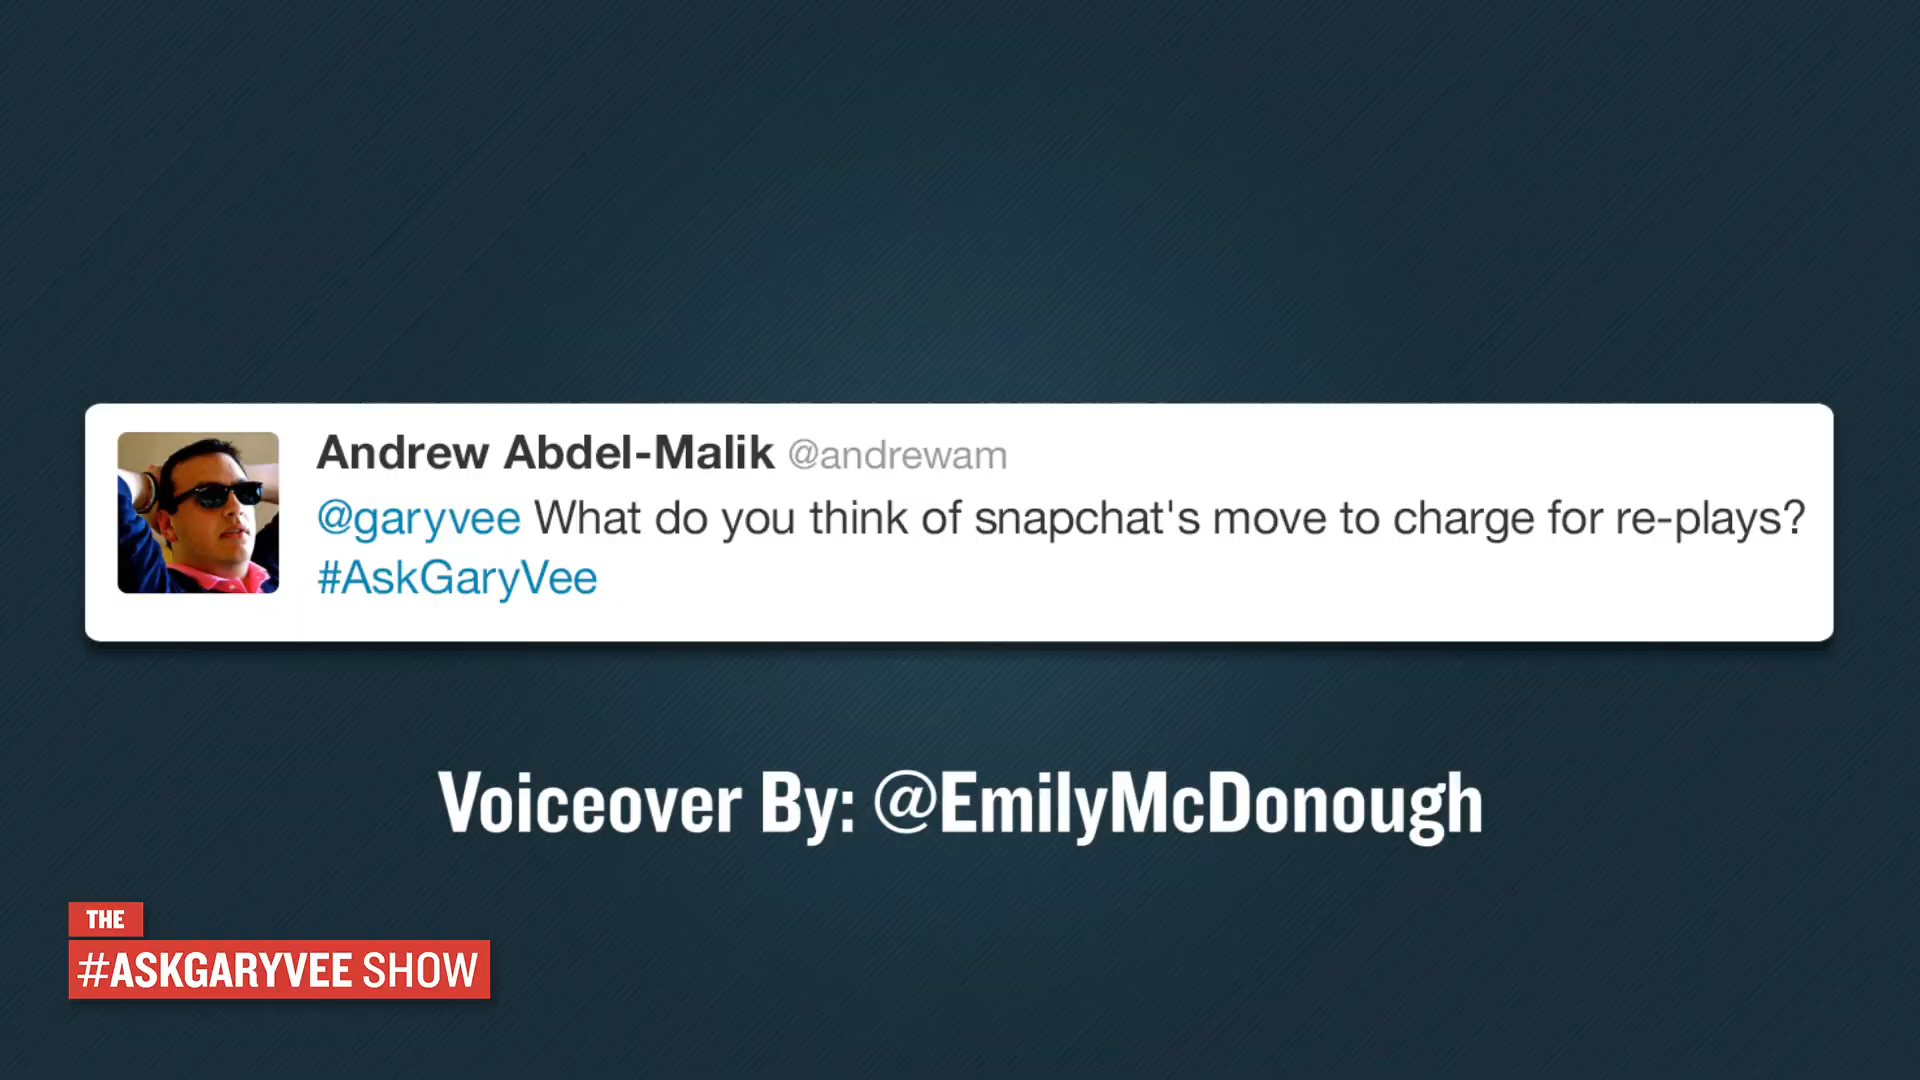 Andrew Abdel-Malik @andrewam
@garyvee What do you think of snapchat's move to charge for re-plays?
#AskGaryVee
Voiceover By: @EmilyMcDonough
THE
#ASKGARYVEE SHOW